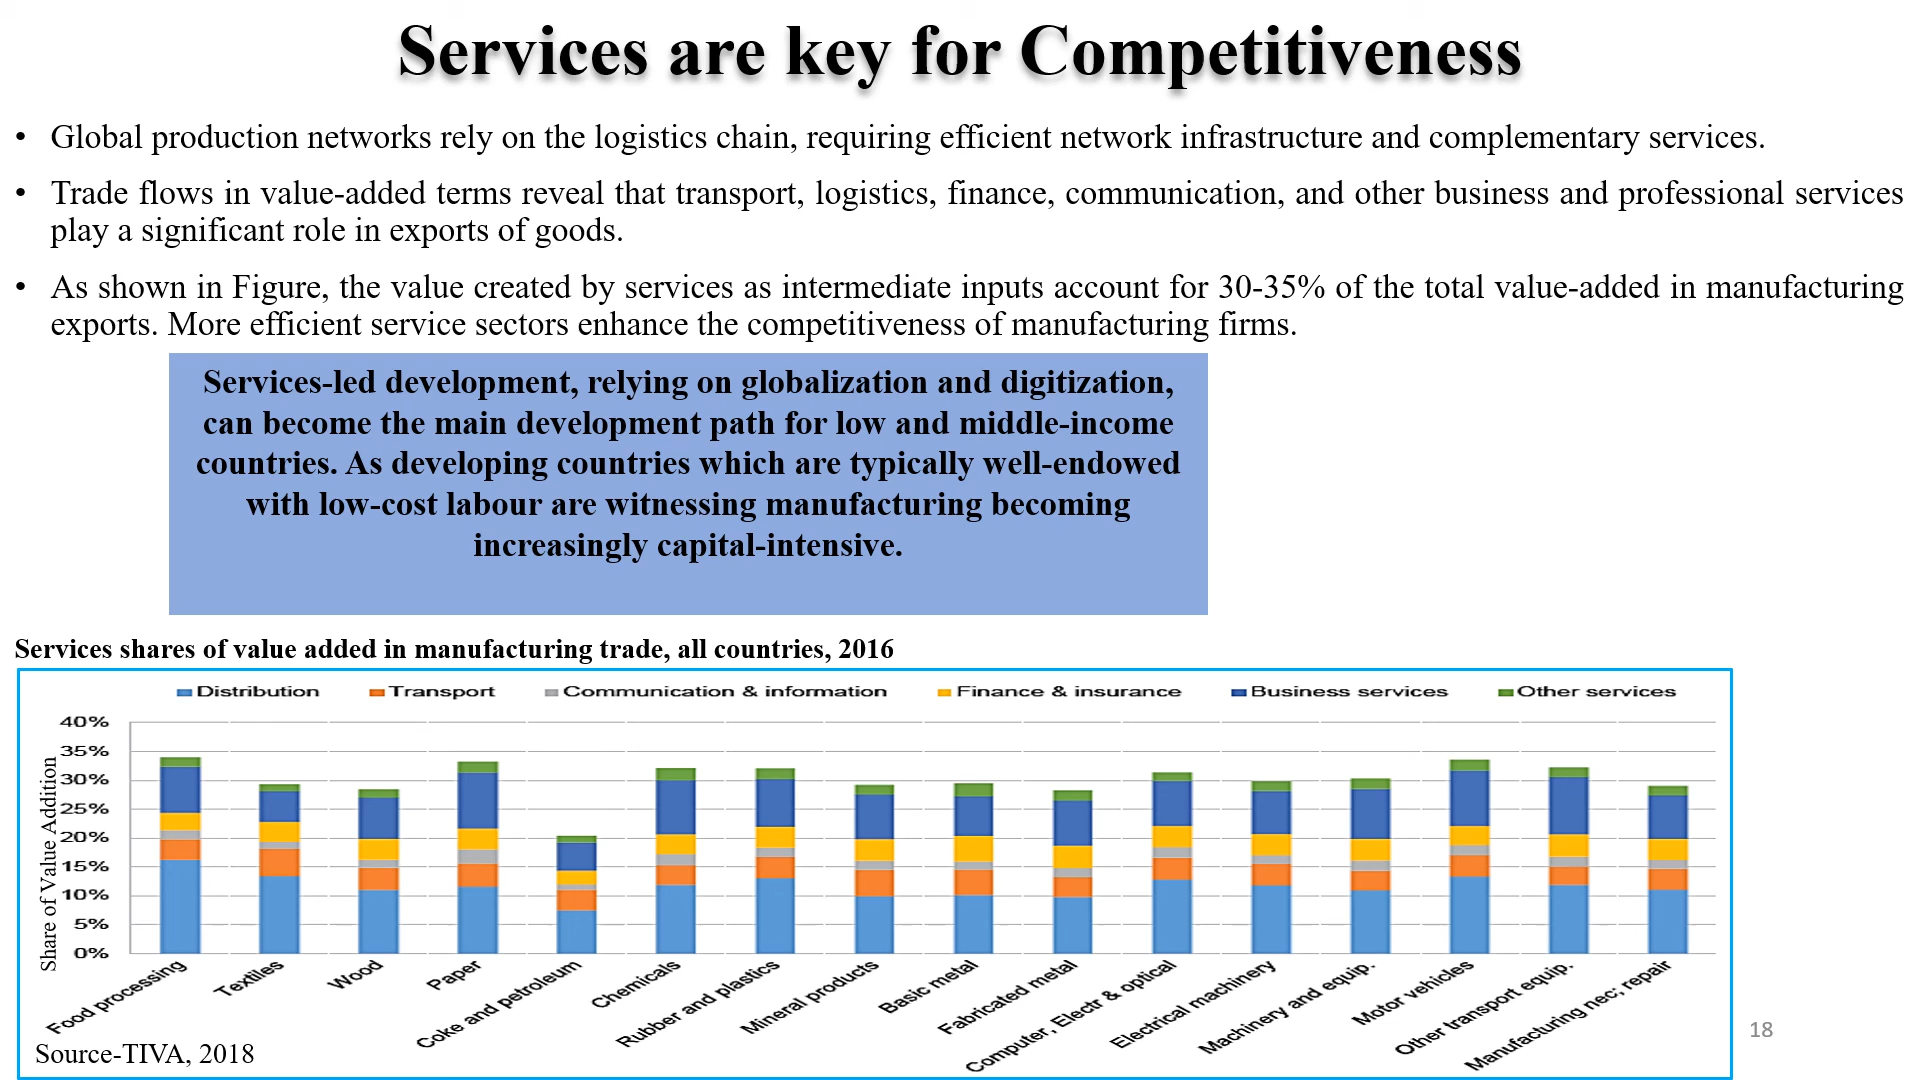 Services are key for Competitiveness
• Global production networks rely on the logistics chain, requiring efficient network infrastructure and complementary services.
• Trade flows in value-added terms reveal that transport, logistics, finance, communication, and other business and professional services
play a significant role in exports of goods.
• As shown in Figure, the value created by services as intermediate inputs account for 30-35% of the total value-added in manufacturing
exports. More efficient service sectors enhance the competitiveness of manufacturing firms.
Services-led development, relying on globalization and digitization,
can become the main development path for low and middle-income
countries. As developing countries which are typically well-endowed
with low-cost labour are witnessing manufacturing becoming
increasingly capital-intensive.
Services shares of value added in manufacturing trade, all countries, 2016
Distribution Transport Communication & information Finance & insurance Business services Other services
Share of Value Addition
40%
35%
30%
25%
20%
15%
10%
5%
0%
Food processing
Textiles
Wood
Paper
Coke and petroleum
Chemicals
Rubber and plastics
Mineral products
Basic metal
Fabricated metal
Computer, Electr & optical
Electrical machinery
Machinery and equip.
Motor vehicles
Other transport equip.
Manufacturing nec; repair
Source-TIVA, 2018
18